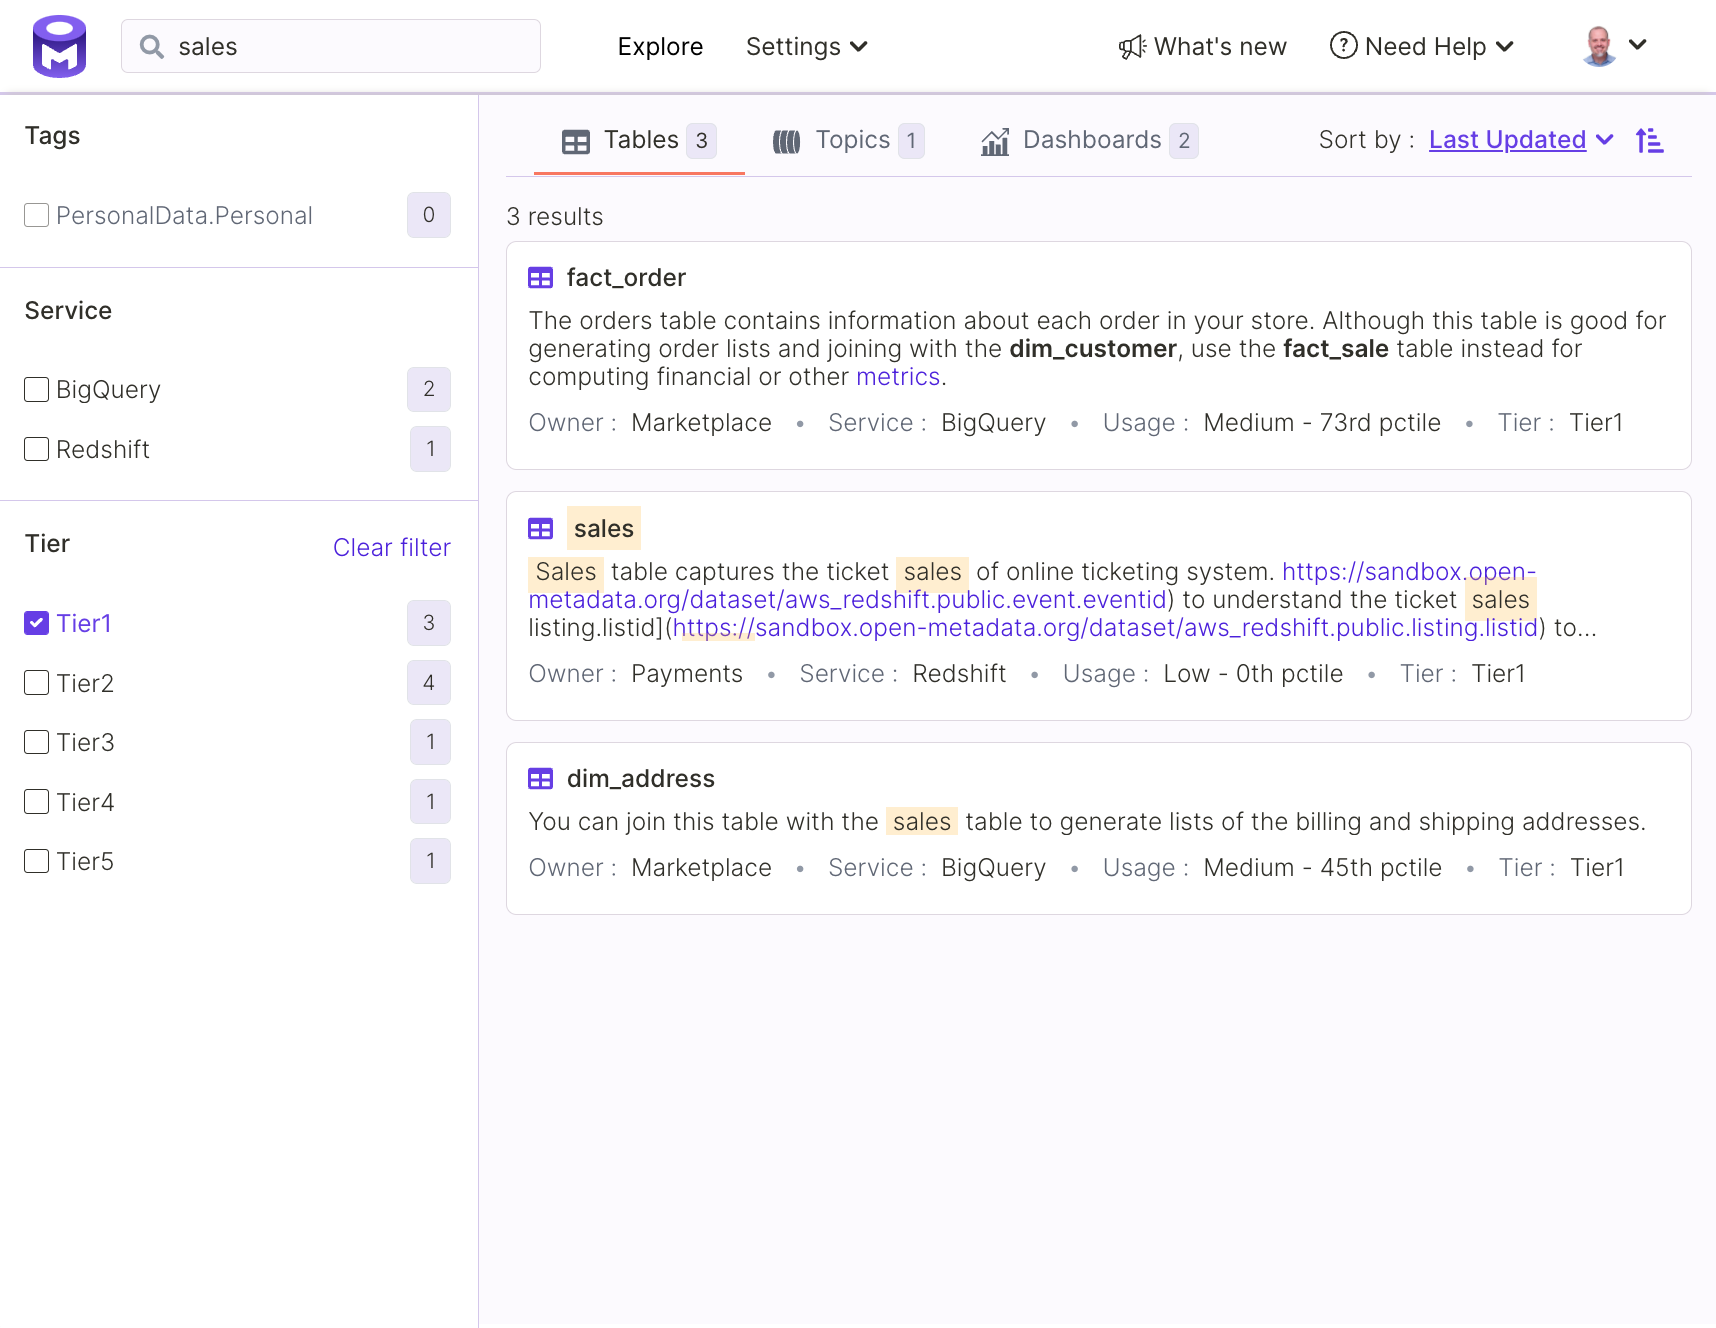 sales
Explore
Settings
What's new
Need Help
Tags
PersonalData.Personal 0
Service
BigQuery 2
Redshift 1
Tier
Clear filter
Tier1 3
Tier2 4
Tier3 1
Tier4 1
Tier5 1
Tables 3
Topics 1
Dashboards 2
Sort by : Last Updated
3 results
fact_order
The orders table contains information about each order in your store. Although this table is good for
generating order lists and joining with the dim_customer, use the fact_sale table instead for
computing financial or other metrics.
Owner : Marketplace • Service : BigQuery • Usage : Medium - 73rd pctile • Tier : Tier1
sales
Sales table captures the ticket sales of online ticketing system. https://sandbox.open-
metadata.org/dataset/aws_redshift.public.event.eventid) to understand the ticket sales
listing.listid](https://sandbox.open-metadata.org/dataset/aws_redshift.public.listing.listid) to...
Owner : Payments • Service : Redshift • Usage : Low - 0th pctile • Tier : Tier1
dim_address
You can join this table with the sales table to generate lists of the billing and shipping addresses.
Owner : Marketplace • Service : BigQuery • Usage : Medium - 45th pctile • Tier : Tier1